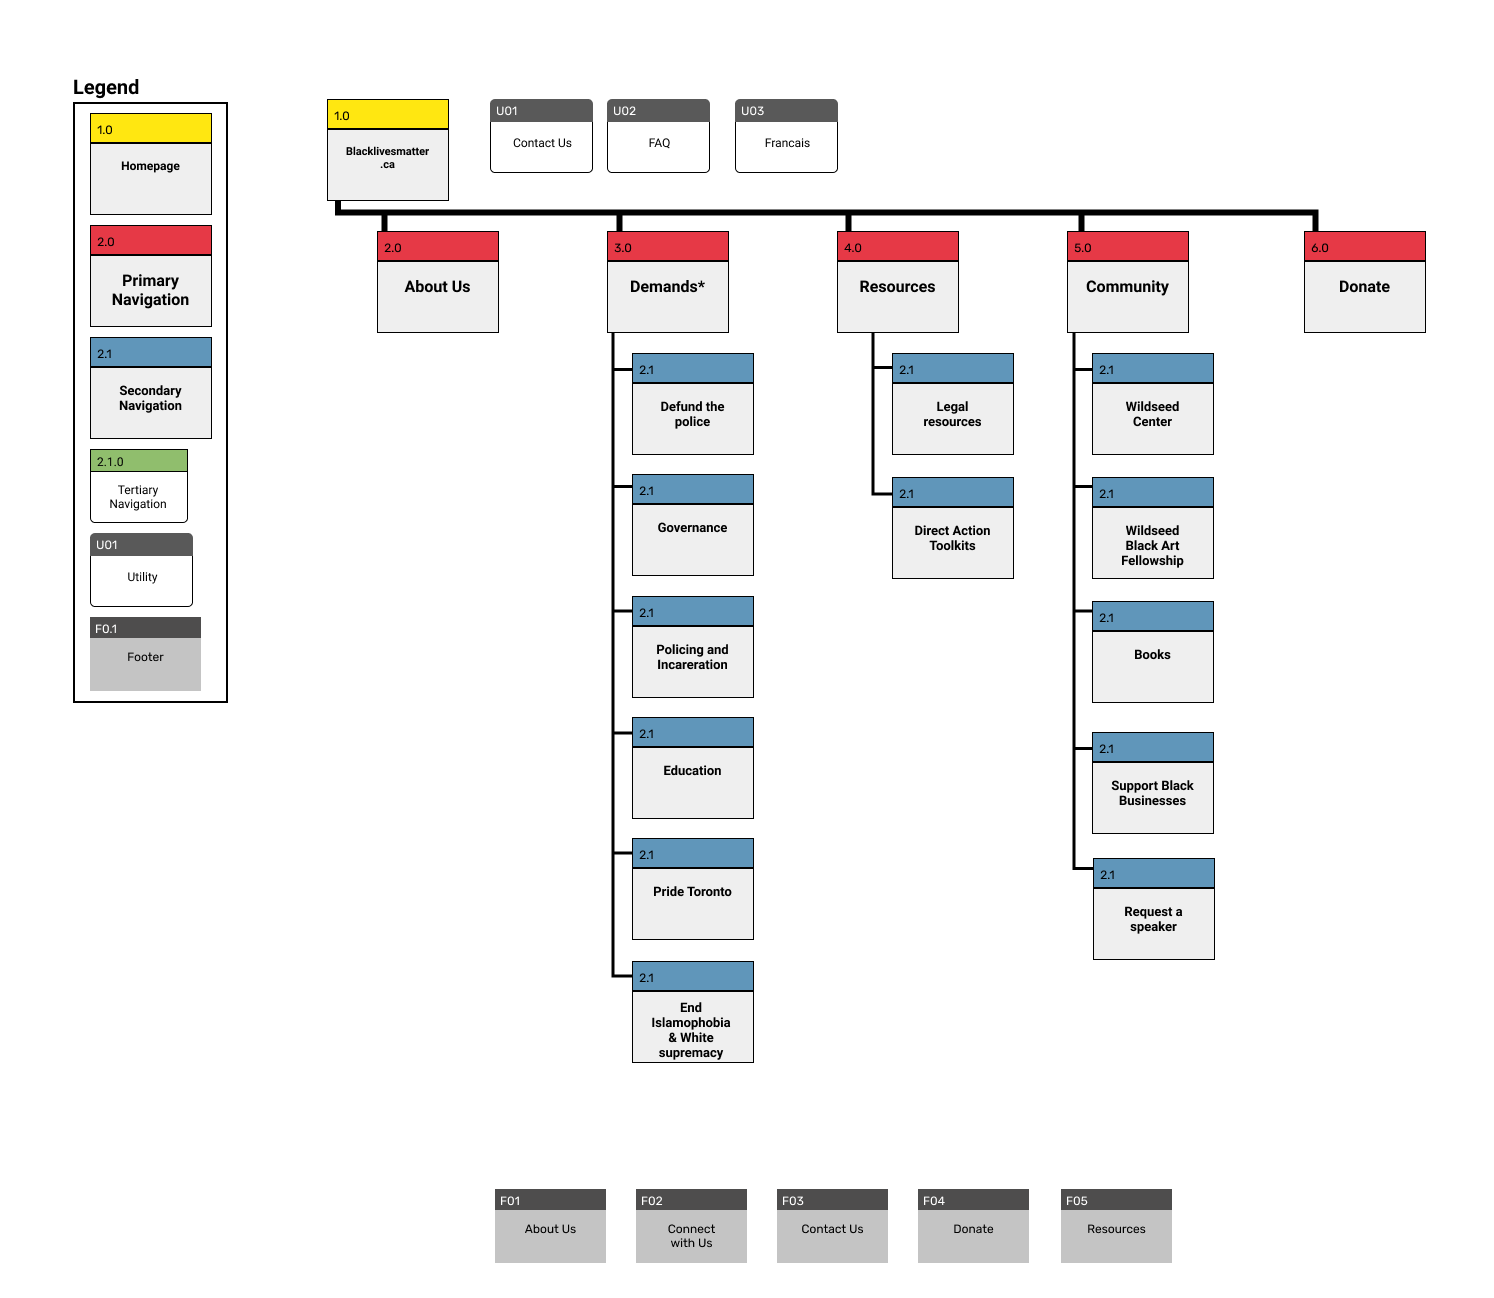 Legend
1.0
Homepage
2.0
Primary
Navigation
2.1
Secondary
Navigation
2.1.0
Tertiary
Navigation
U01
Utility
F0.1
Footer
1.0
Blacklivesmatter
.ca
U01
Contact Us
U02
FAQ
U03
Francais
2.0
About Us
3.0
Demands*
2.1
Defund the
police
2.1
Governance
2.1
Policing and
Incareration
2.1
Education
2.1
Pride Toronto
2.1
End
Islamophobia
& White
supremacy
4.0
Resources
2.1
Legal
resources
2.1
Direct Action
Toolkits
5.0
Community
2.1
Wildseed
Center
2.1
Wildseed
Black Art
Fellowship
2.1
Books
2.1
Support Black
Businesses
2.1
Request a
speaker
6.0
Donate
F01
About Us
F02
Connect
with Us
F03
Contact Us
F04
Donate
F05
Resources